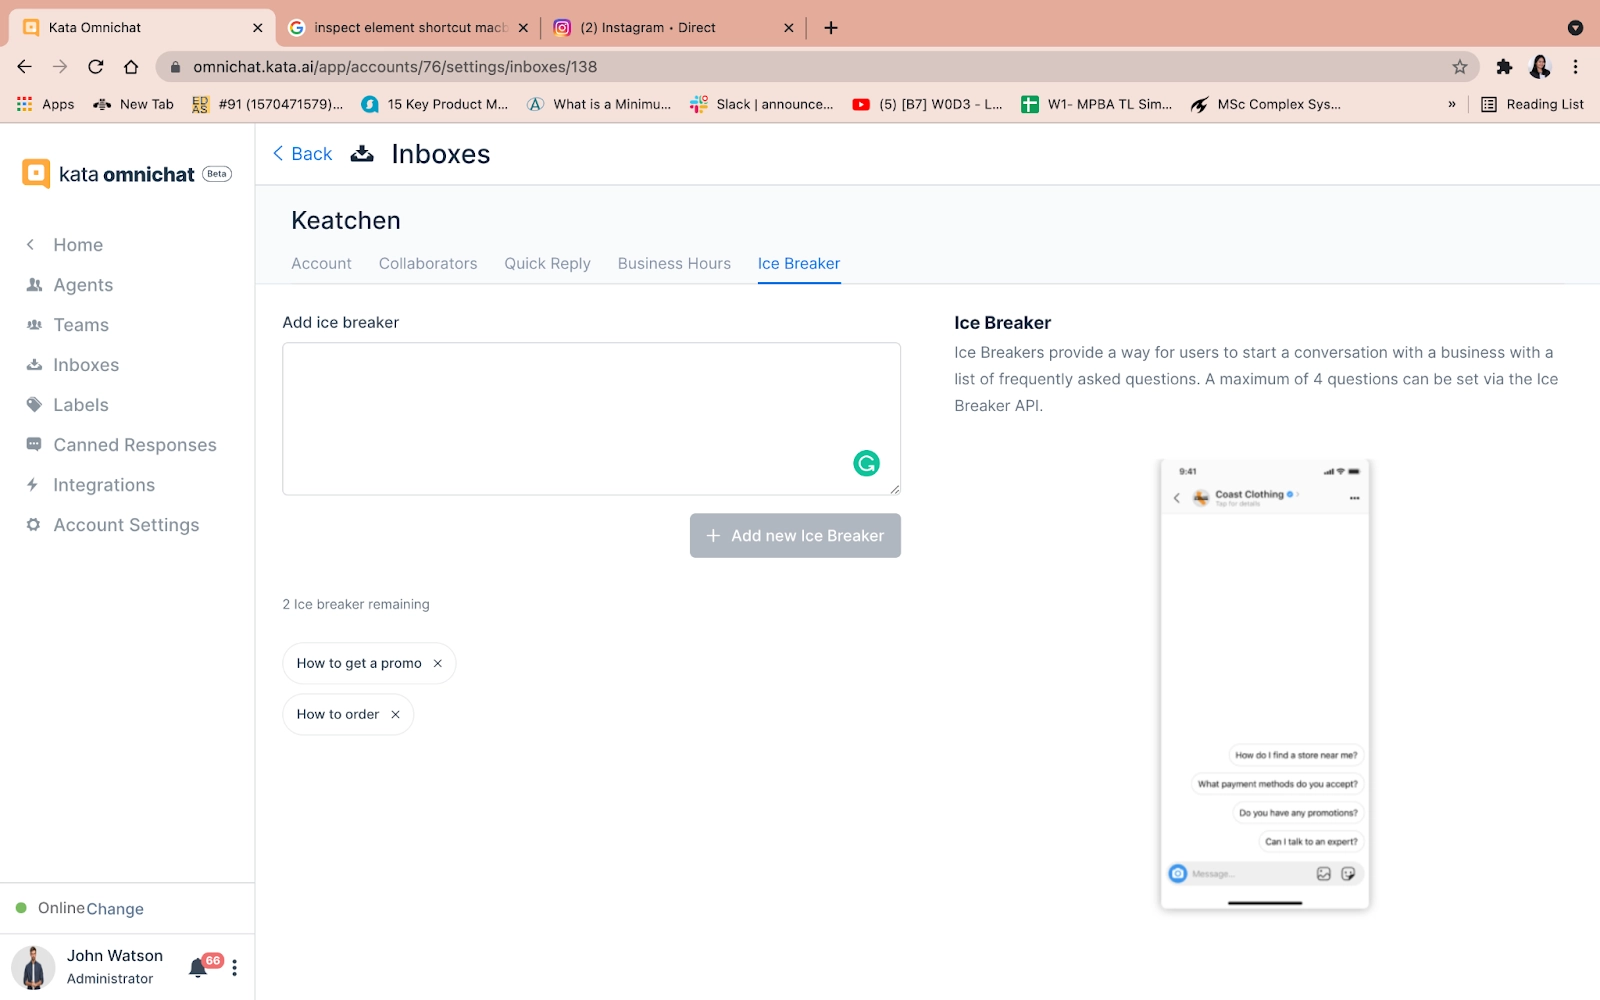 Kata Omnichat
inspect element shortcut macb
(2) Instagram • Direct
omnichat.kata.ai/app/accounts/76/settings/inboxes/138
Apps
New Tab
EDAS
#91 (1570471579)...
15 Key Product M...
What is a Minimu...
Slack | announce...
(5) [B7] W0D3 - L...
W1- MPBA TL Sim...
MSc Complex Sys...
»
Reading List
kata omnichat
Beta
Back
Inboxes
Keatchen
Account
Collaborators
Quick Reply
Business Hours
Ice Breaker
Home
Agents
Teams
Inboxes
Labels
Canned Responses
Integrations
Account Settings
Add ice breaker
+ Add new Ice Breaker
2 Ice breaker remaining
How to get a promo ×
How to order ×
Ice Breaker
Ice Breakers provide a way for users to start a conversation with a business with a
list of frequently asked questions. A maximum of 4 questions can be set via the Ice
Breaker API.
9:41
Coast Clothing
Tap for details
How do I find a store near me?
What payment methods do you accept?
Do you have any promotions?
Can I talk to an expert?
Message...
Online Change
John Watson
Administrator
66